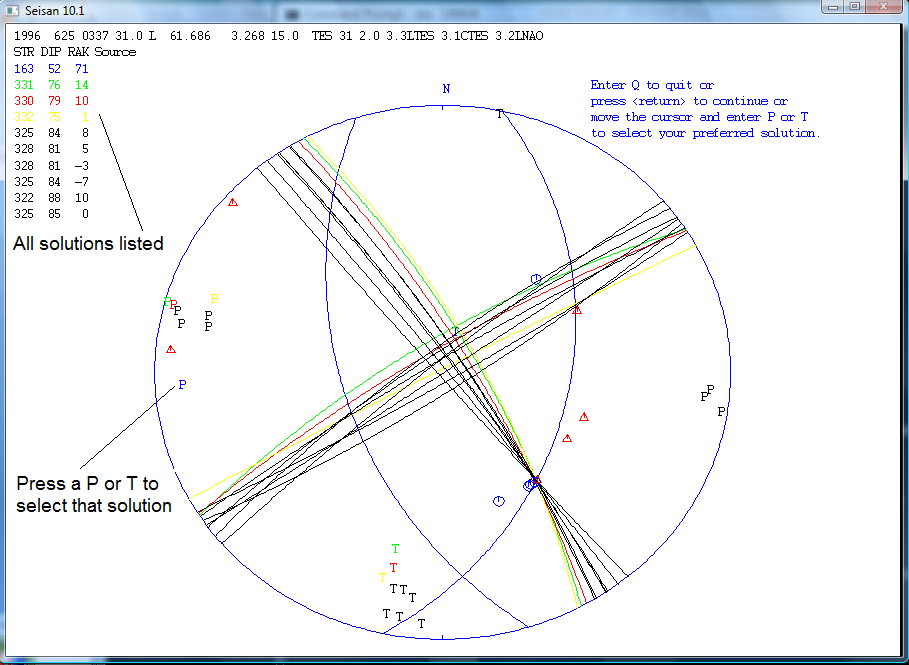 Seisan 10.1
1996 625 0337 31.0 L 61.686 3.268 15.0 TES 31 2.0 3.3LTES 3.1CTES 3.2LNAO
STR DIP RAK Source
163 52 71
331 76 14
330 79 10
332 75 1
325 84 8
328 81 5
328 81 -3
325 84 -7
322 88 10
325 85 0
Enter Q to quit or
press <return> to continue or
move the cursor and enter P or T
to select your preferred solution.
N
T
All solutions listed
P
P
P
P
P
P
T
P
P
P
P
Press a P or T to
select that solution
T
T
T
T
T
T
T
T
T